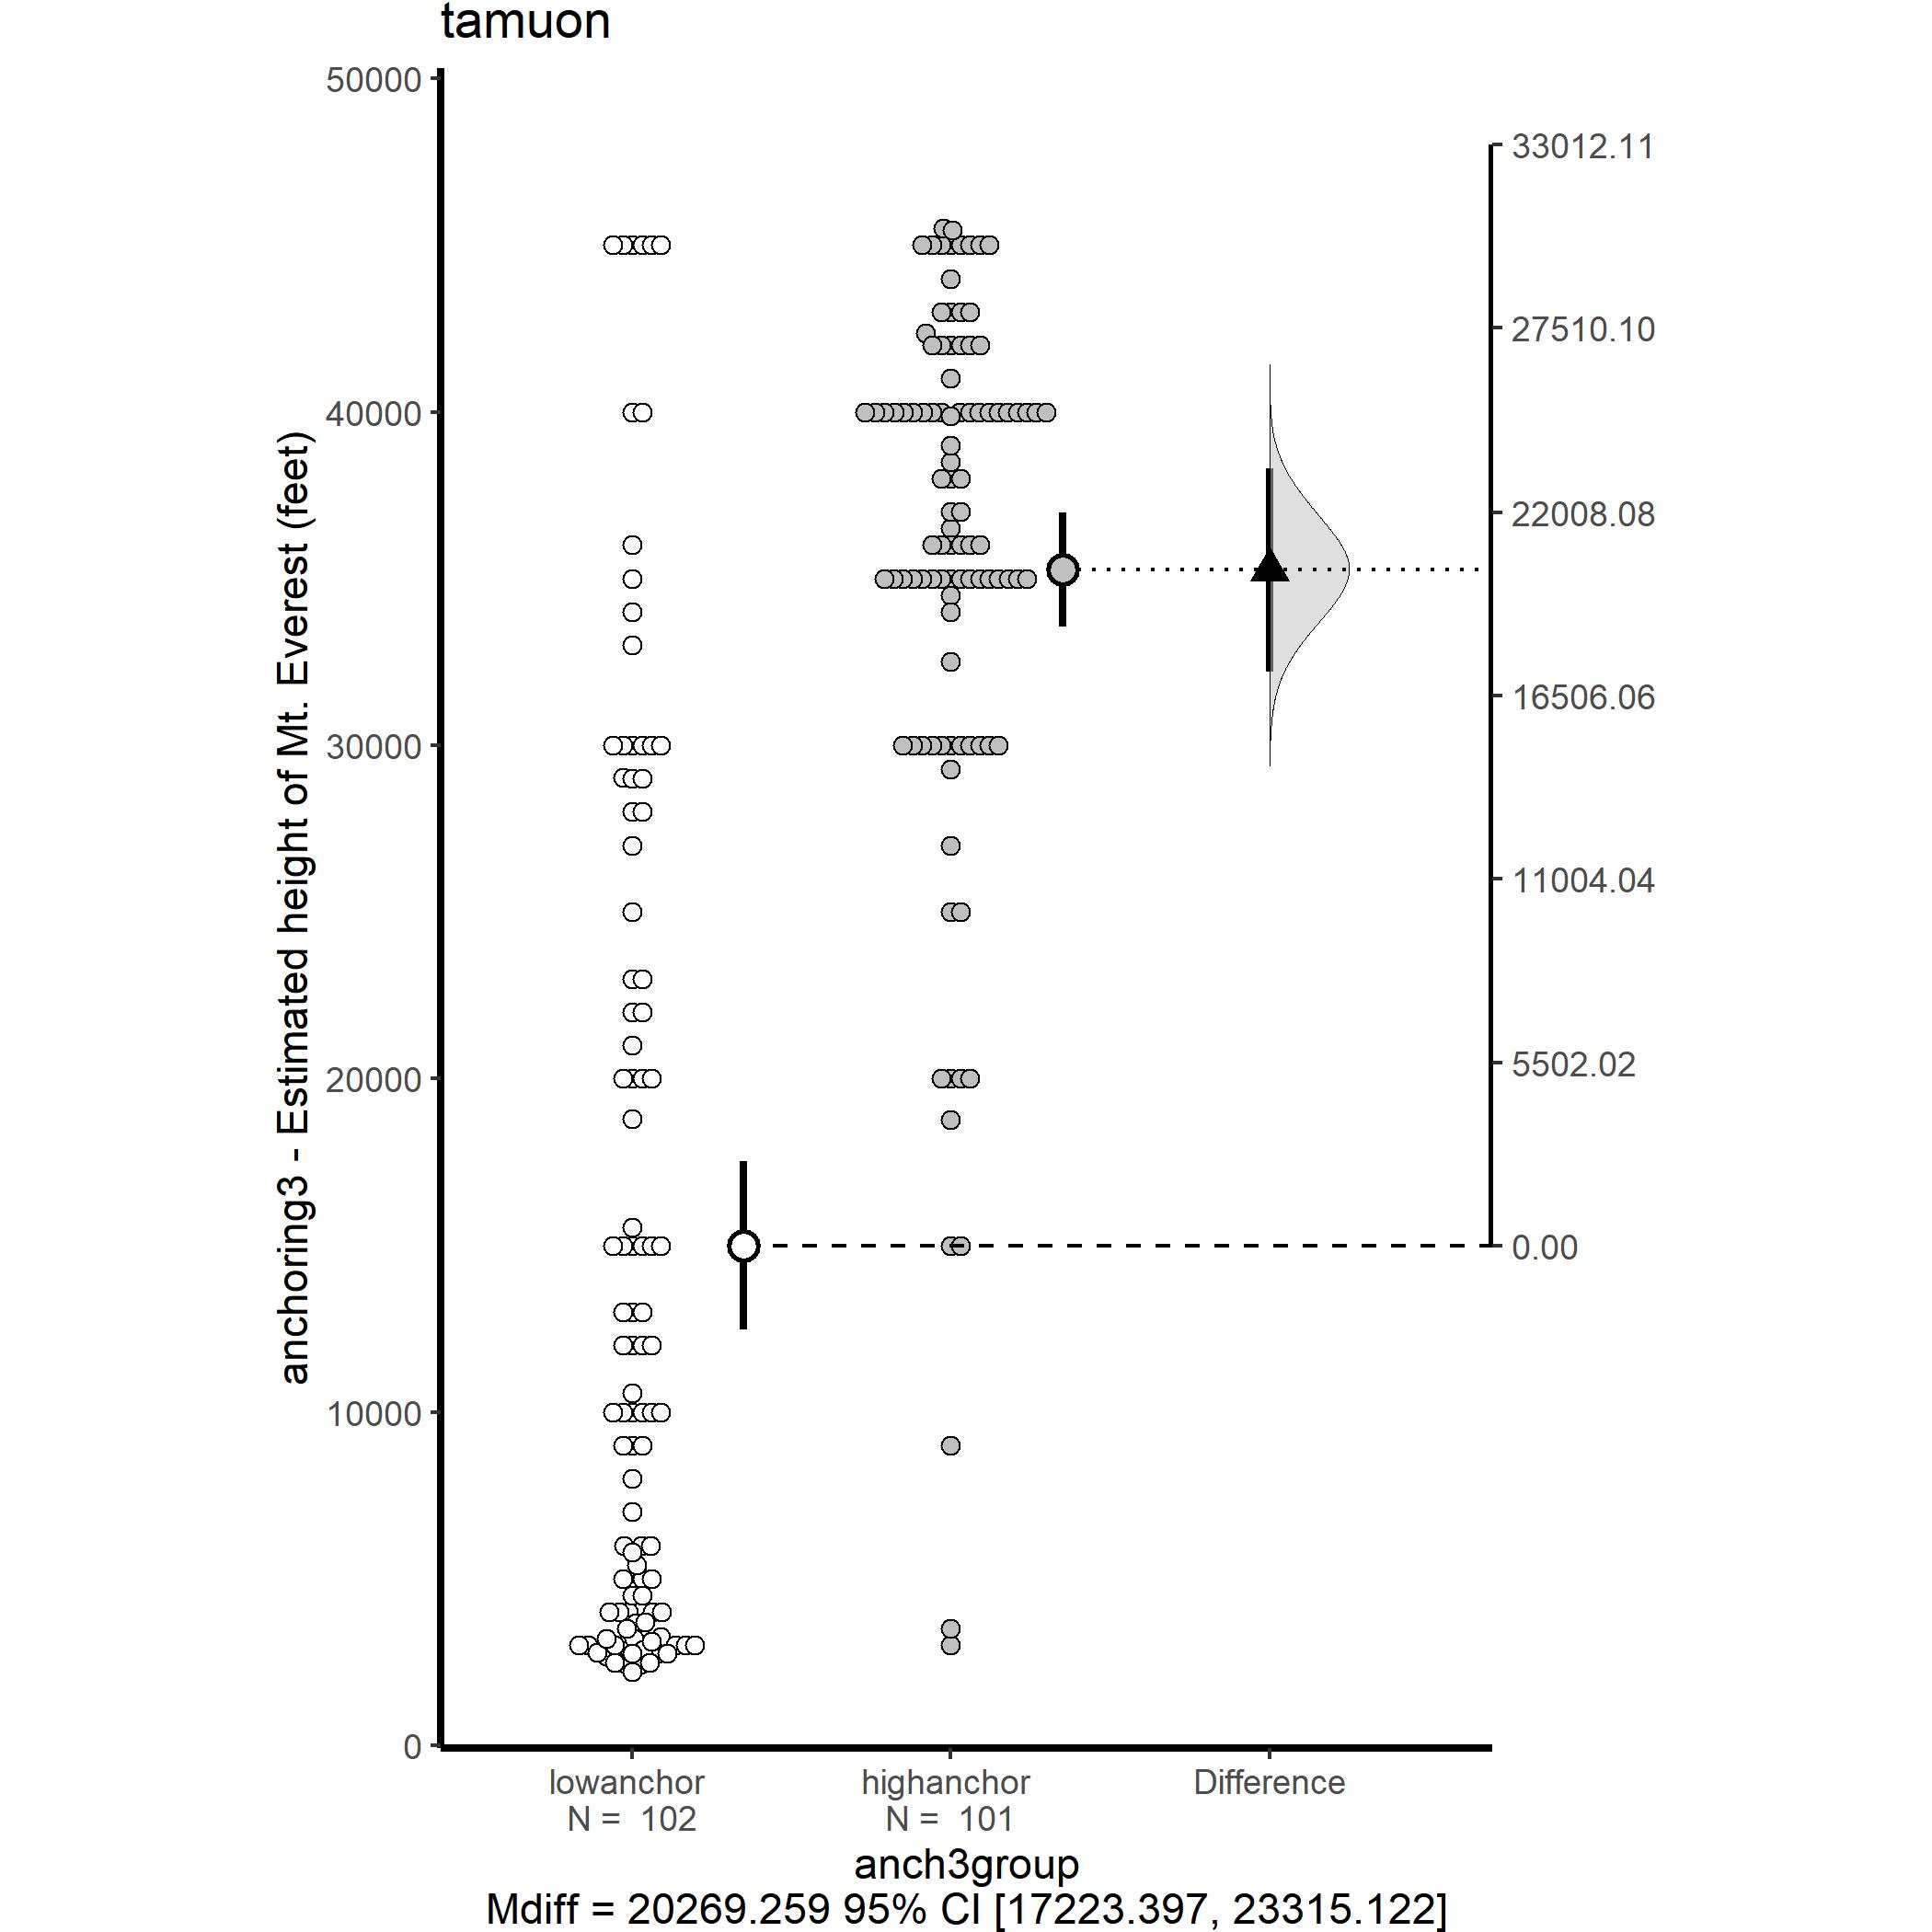 tamuon
50000
40000
30000
20000
10000
0
anchoring3 - Estimated height of Mt. Everest (feet)
33012.11
27510.10
22008.08
16506.06
11004.04
5502.02
0.00
lowanchor
N =  102
highanchor
N =  101
Difference
anch3group
Mdiff = 20269.259 95% CI [17223.397, 23315.122]